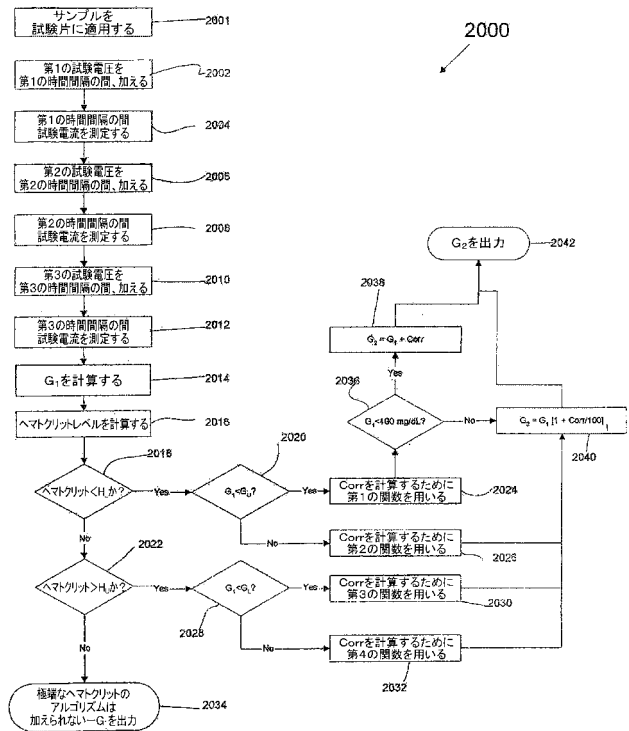 サンプルを
試験片に適用する
2001
2000
第1の試験電圧を
第1の時間間隔の間、加える
2002
第1の時間間隔の間
試験電流を測定する
2004
第2の試験電圧を
第2の時間間隔の間、加える
2006
第2の時間間隔の間
試験電流を測定する
2008
第3の試験電圧を
第3の時間間隔の間、加える
2010
第3の時間間隔の間
試験電流を測定する
2012
G₁を計算する
2014
ヘマトクリットレベルを計算する
2016
ヘマトクリット<H_Lか?
2018
Yes
No
G₁<G_U?
2020
Yes
No
Corrを計算するために
第1の関数を用いる
2024
Corrを計算するために
第2の関数を用いる
2026
ヘマトクリット>H_Uか?
2022
Yes
No
G₁<G_L?
2028
Yes
No
Corrを計算するために
第3の関数を用いる
2030
Corrを計算するために
第4の関数を用いる
2032
極端なヘマトクリットの
アルゴリズムは
加えられないーG₁を出力
2034
G₁<100 mg/dL?
2036
Yes
No
G₂ = G₁ + Corr
2038
G₂ = G₁ [1 + Corr/100]
2040
G₂を出力
2042